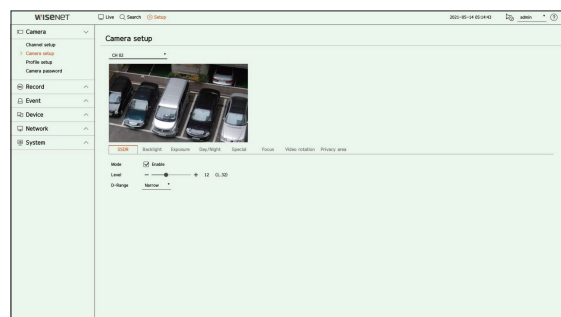 WISENET
Live Search Setup
2021-05-14 05:14:43 admin ?
Camera
Channel setup
> Camera setup
Profile setup
Camera password
Record
Event
Device
Network
System
Camera setup
CH 02
SSDR Backlight Exposure Day/Night Special Focus Video rotation Privacy area
Mode Enable
Level − + 12 (1..32)
D-Range Narrow